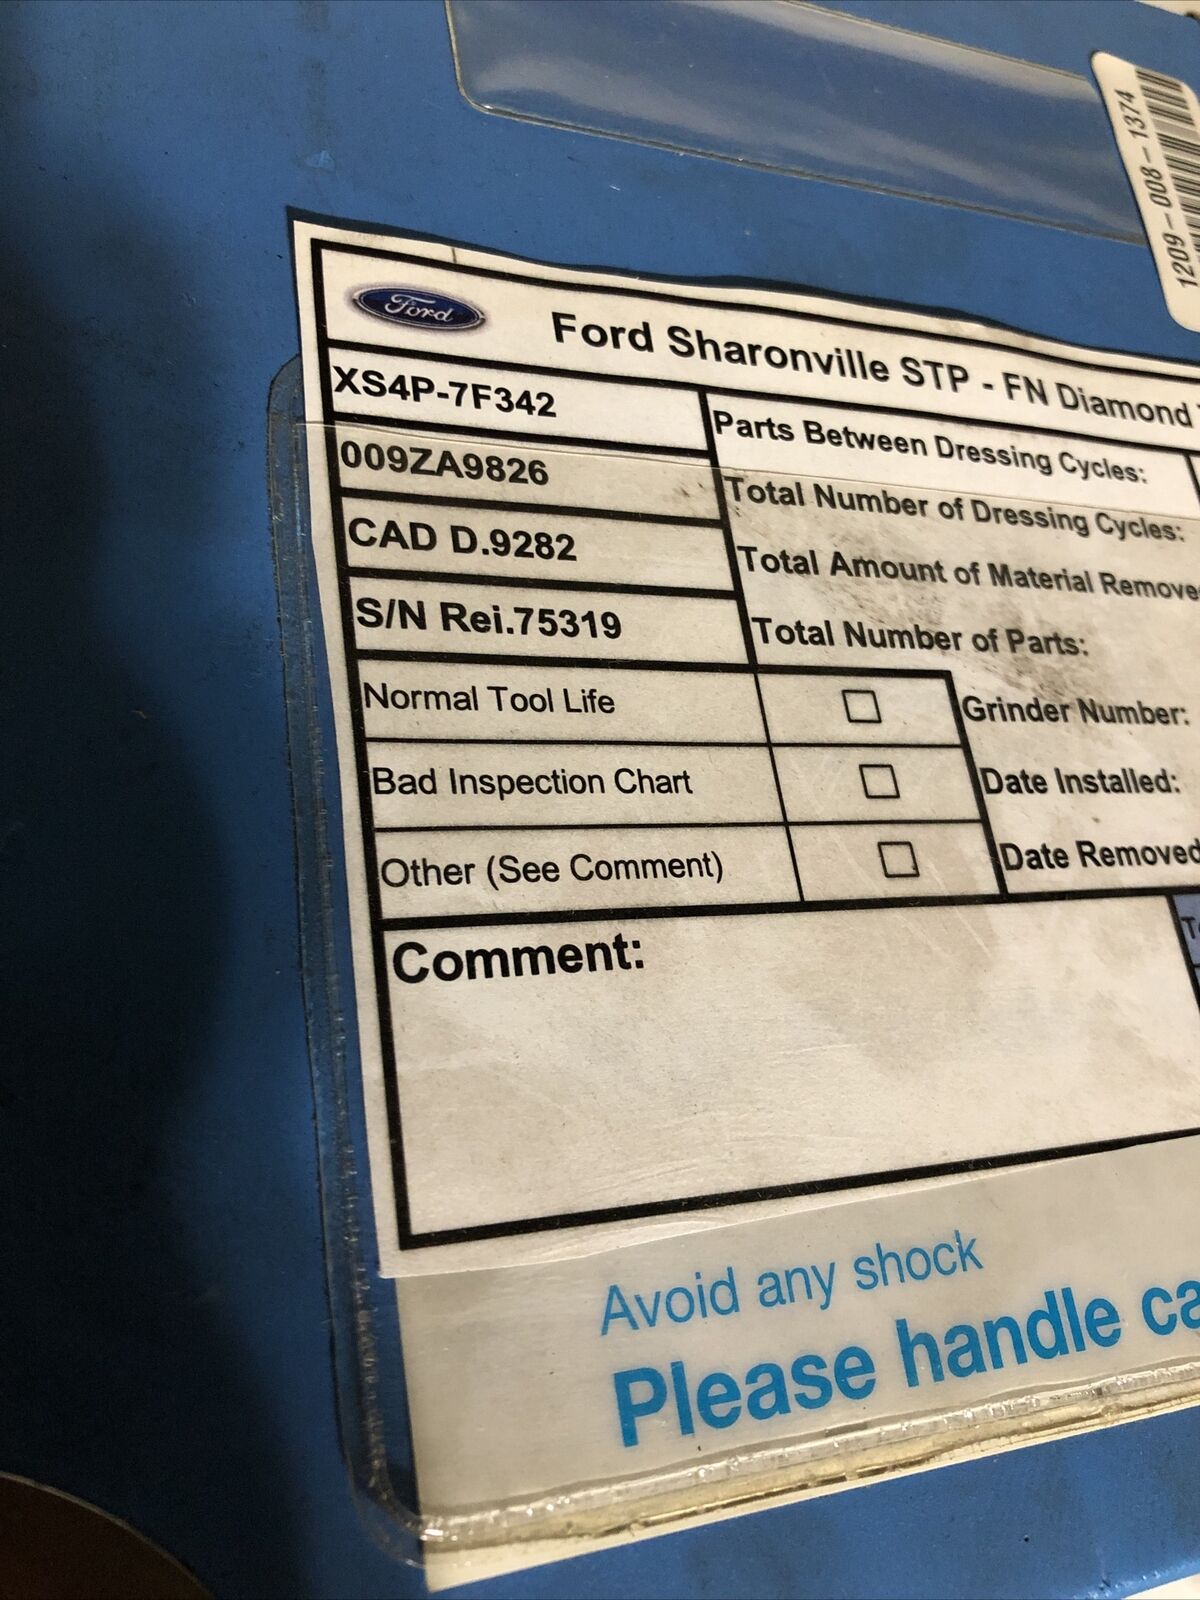 1209-008-1374
Ford
Ford Sharonville STP - FN Diamond
XS4P-7F342
Parts Between Dressing Cycles:
009ZA9826
Total Number of Dressing Cycles:
CAD D.9282
Total Amount of Material Remove
S/N Rei.75319
Total Number of Parts:
Normal Tool Life
Grinder Number:
Bad Inspection Chart
Date Installed:
Other (See Comment)
Date Removed
Comment:
Avoid any shock
Please handle ca